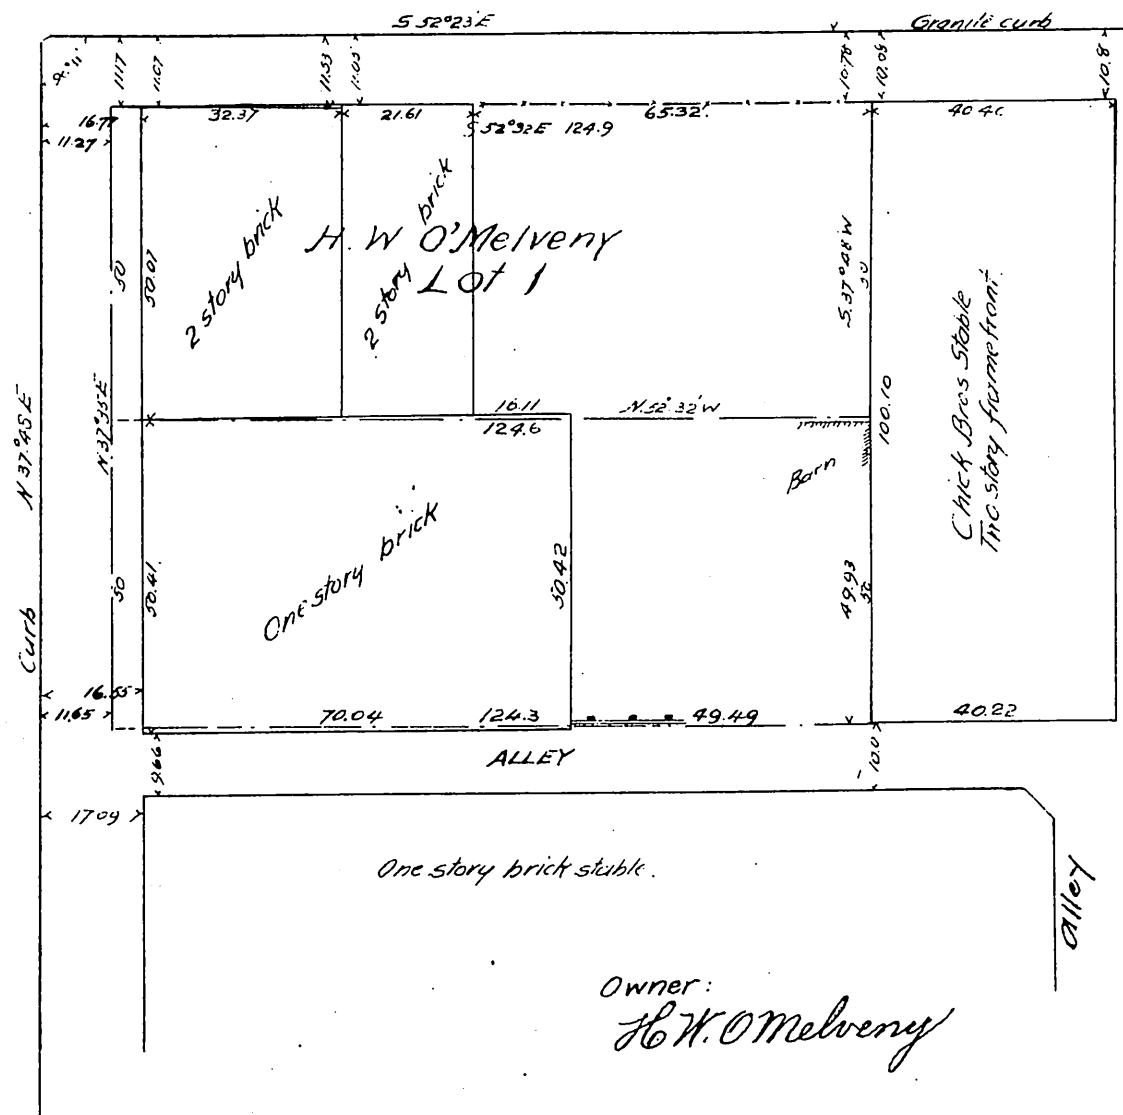 S 52°23'E
Granite curb
11.17
11.07
11.53
11.05
10.78
10.09
10.8
16.77
32.37
21.61
65.32
40.40
11.27
S 52°32'E 124.9
2 story brick
2 story brick
H. W O'Melveny
Lot 1
50
50.07
S.37°48'W
50
N 37°45'E
N 37°35'E
100.10
Chick Bros Stable
Two story frame front.
16.11
N.52°32'W
124.6
Barn
One story brick
50
50.41
50.42
49.93
50
Curb
16.55
11.65
70.04
124.3
49.49
40.22
9.66
ALLEY
10.0
17.09
One story brick stable.
alley
Owner:
H.W. O'Melveny